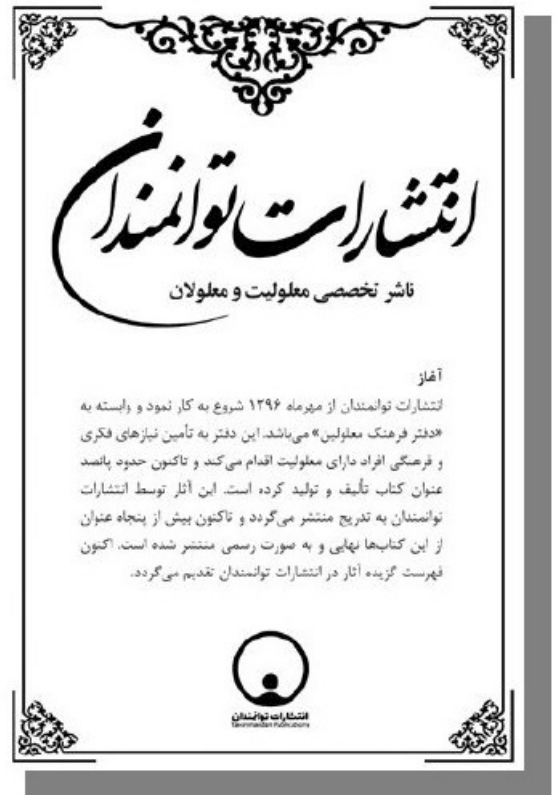 انتشارات توانمندان
ناشر تخصصی معلولیت و معلولان
آغاز
انتشارات توانمندان از مهرماه ۱۳۹۶ شروع به کار نمود و وابسته به
«دفتر فرهنگ معلولین» می‌باشد. این دفتر به تأمین نیازهای فکری
و فرهنگی افراد دارای معلولیت اقدام می‌کند و تاکنون حدود پانصد
عنوان کتاب تألیف و تولید کرده است. این آثار توسط انتشارات
توانمندان به تدریج منتشر می‌گردد و تاکنون بیش از پنجاه عنوان
از این کتاب‌ها نهایی و به صورت رسمی منتشر شده است. اکنون
فهرست گزیده آثار در انتشارات توانمندان تقدیم می‌گردد.
انتشارات توانمندان
Tavanmandan Publications